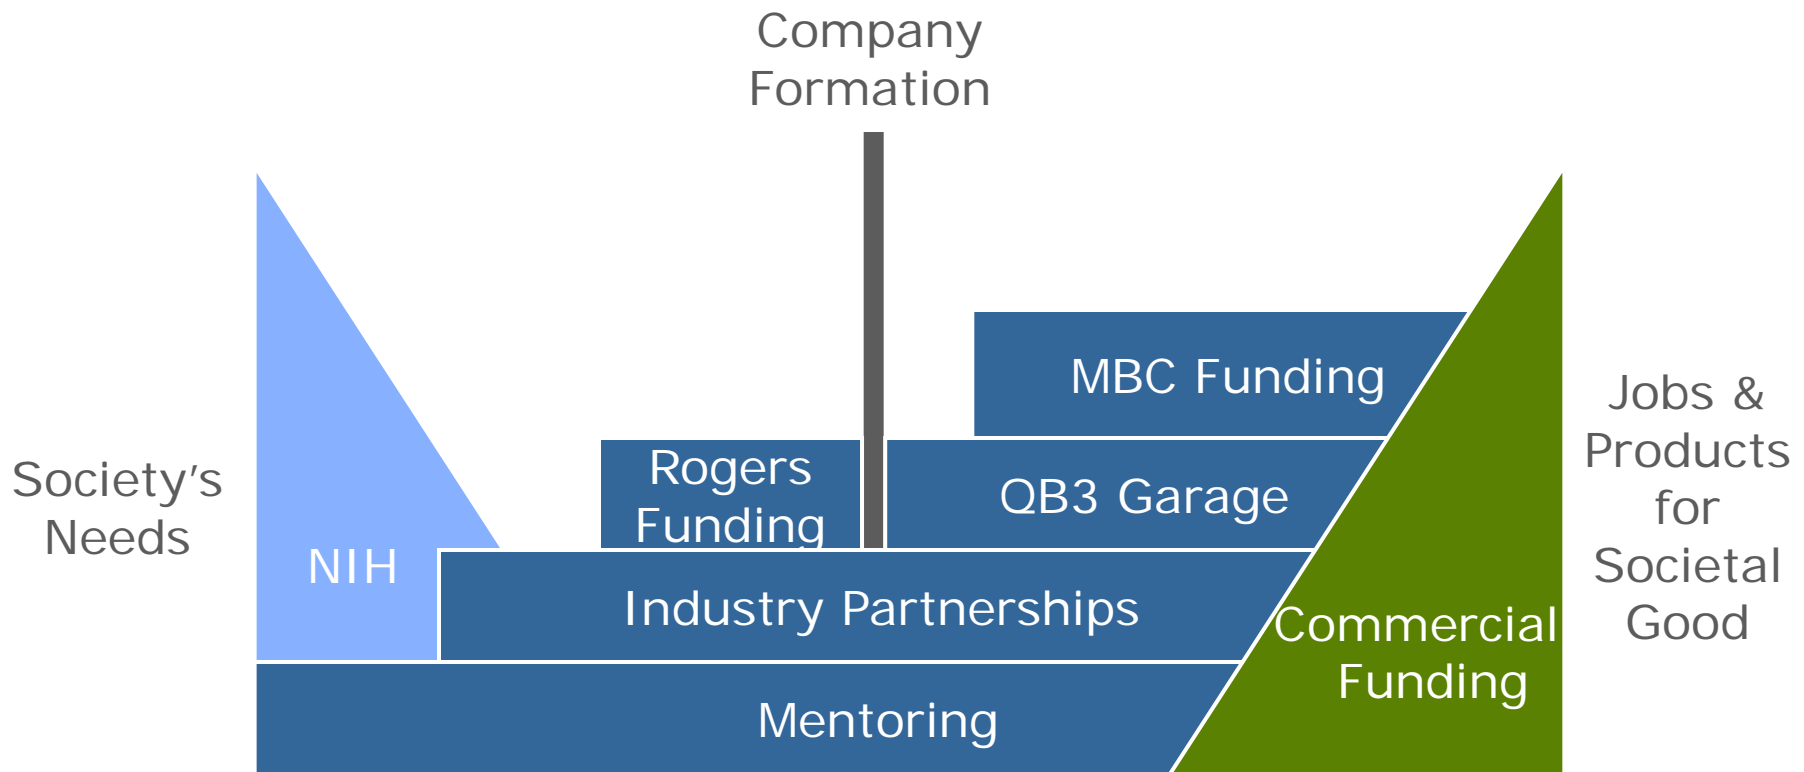 Company
Formation
MBC Funding
Rogers
Funding
QB3 Garage
Society's
Needs
NIH
Industry Partnerships
Commercial
Funding
Mentoring
Jobs &
Products
for
Societal
Good